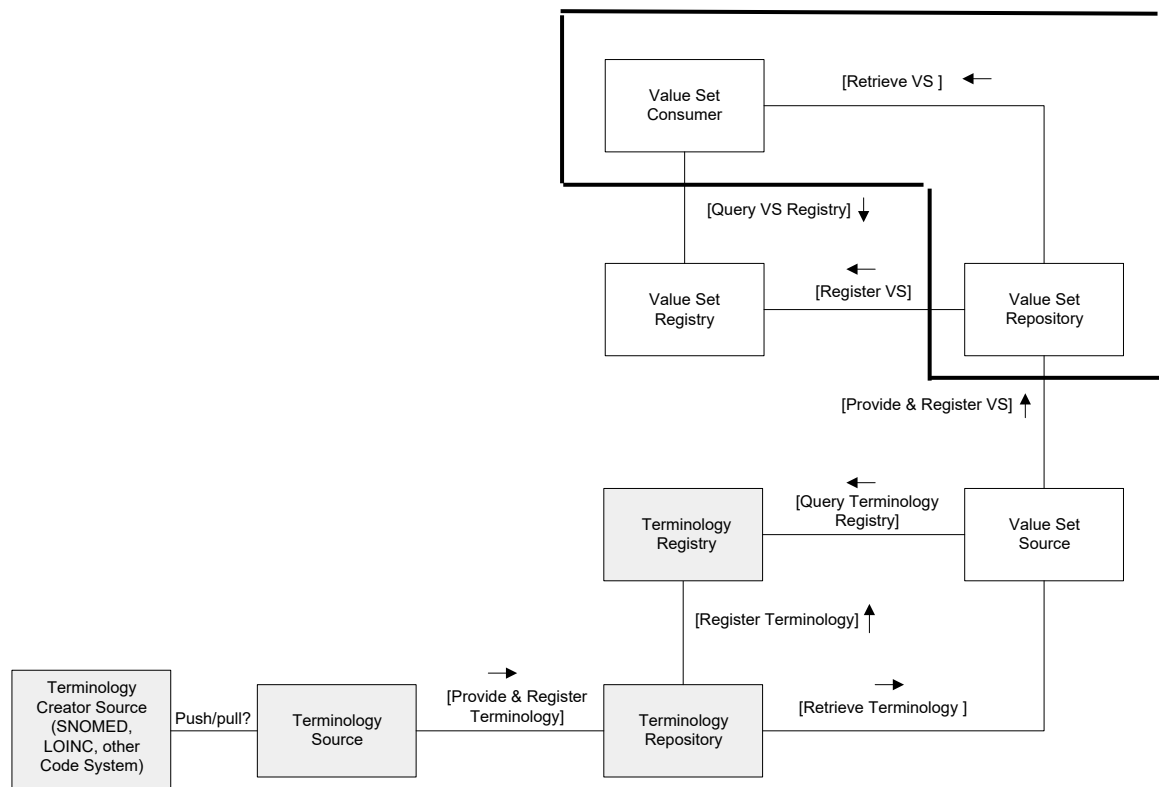 [Retrieve VS ]
Value Set
Consumer
[Query VS Registry]
Value Set
Registry
[Register VS]
Value Set
Repository
[Provide & Register VS]
Terminology
Registry
[Query Terminology
Registry]
Value Set
Source
[Register Terminology]
Terminology
Creator Source
(SNOMED,
LOINC, other
Code System)
Push/pull?
Terminology
Source
[Provide & Register
Terminology]
Terminology
Repository
[Retrieve Terminology ]